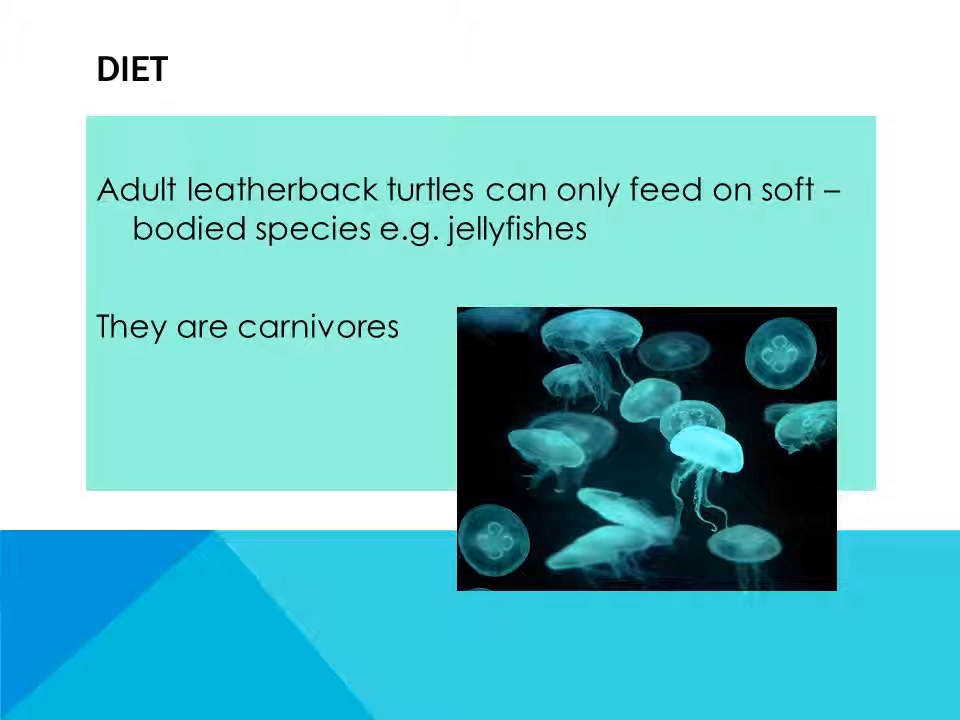 DIET
Adult leatherback turtles can only feed on soft –
bodied species e.g. jellyfishes
They are carnivores